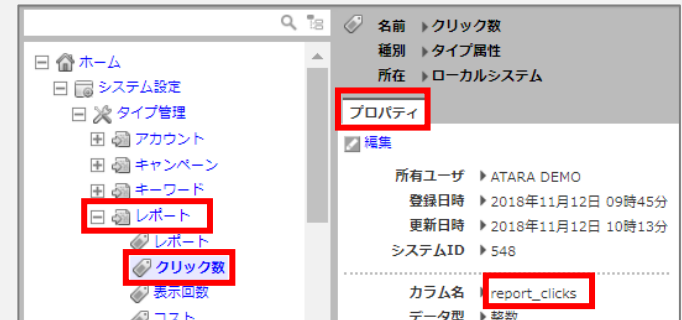 ホーム
システム設定
タイプ管理
アカウント
キャンペーン
キーワード
レポート
レポート
クリック数
表示回数
コスト
名前 クリック数
種別 タイプ属性
所在 ローカルシステム
プロパティ
編集
所有ユーザ ATARA DEMO
登録日時 2018年11月12日 09時45分
更新日時 2018年11月12日 10時13分
システムID 548
カラム名 report_clicks
データ型 整数